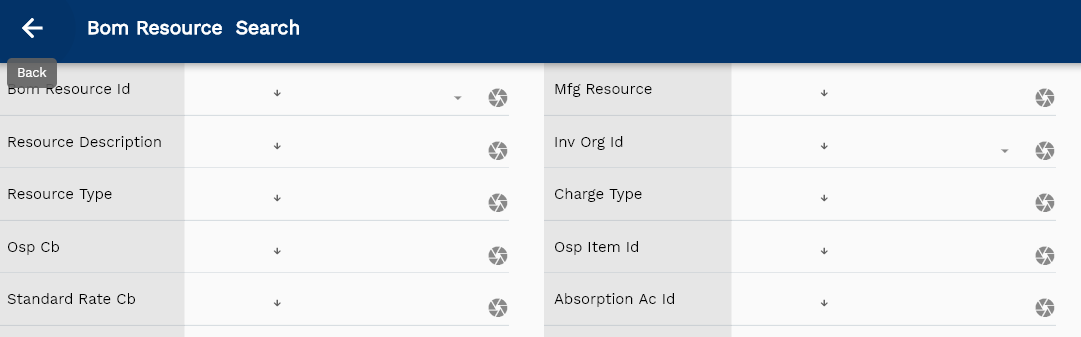 Bom Resource  Search
Back
Bom Resource Id
Mfg Resource
Resource Description
Inv Org Id
Resource Type
Charge Type
Osp Cb
Osp Item Id
Standard Rate Cb
Absorption Ac Id